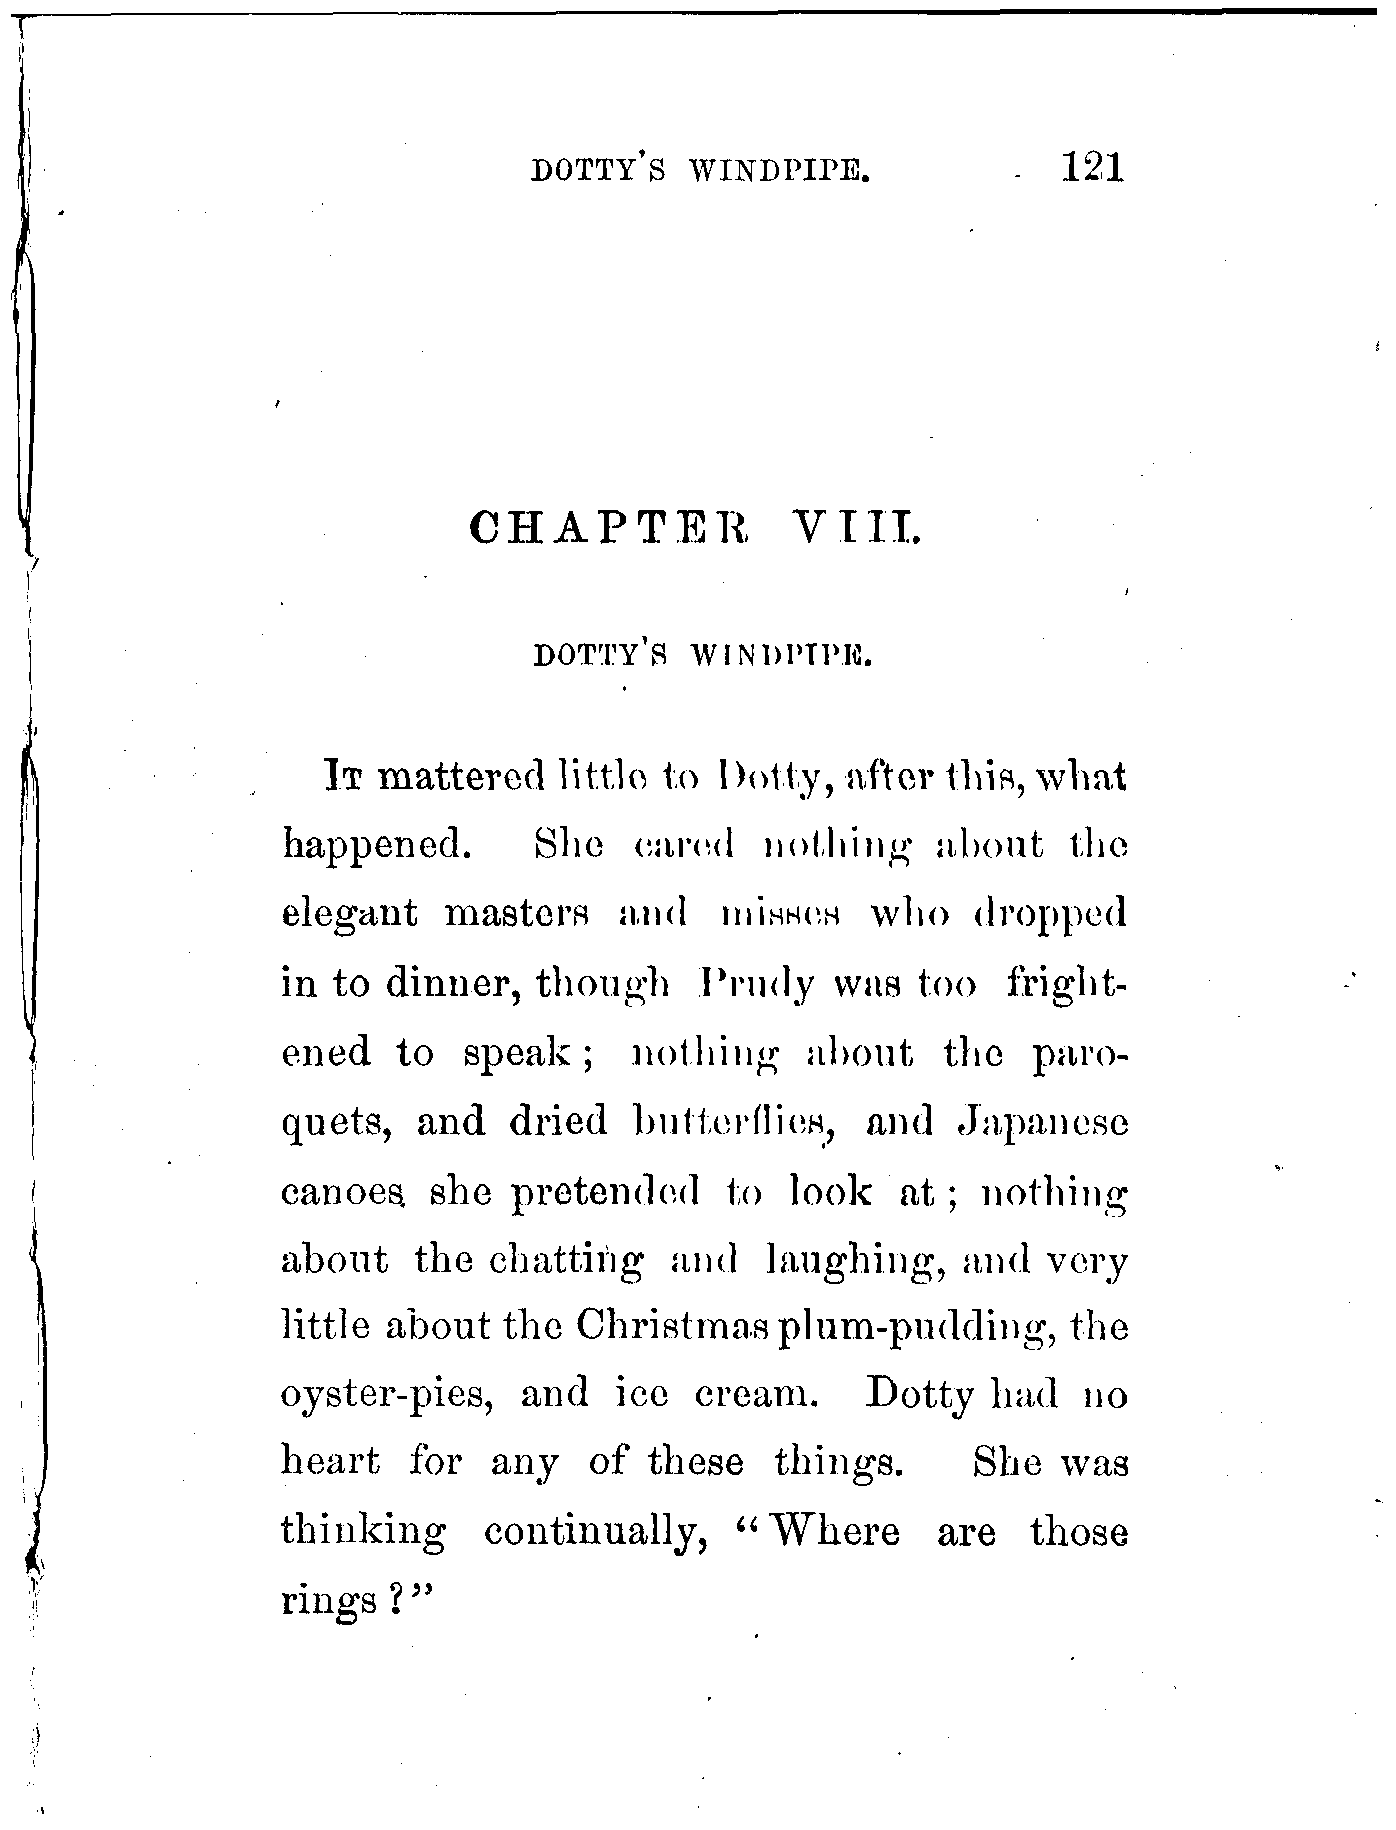 DOTTY'S WINDPIPE. 121
CHAPTER VIII.
DOTTY'S WINDPIPE.
IT mattered little to Dotty, after this, what
happened. She cared nothing about the
elegant masters and misses who dropped
in to dinner, though Prudy was too fright-
ened to speak; nothing about the paro-
quets, and dried butterflies, and Japanese
canoes she pretended to look at; nothing
about the chatting and laughing, and very
little about the Christmas plum-pudding, the
oyster-pies, and ice cream. Dotty had no
heart for any of these things. She was
thinking continually, "Where are those
rings?"